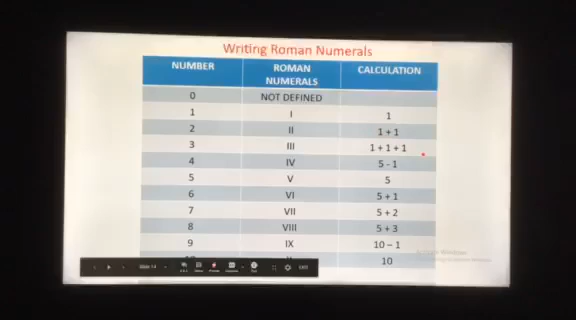 Writing Roman Numerals
NUMBER ROMAN NUMERALS CALCULATION
0 NOT DEFINED
1 I 1
2 II 1 + 1
3 III 1 + 1 + 1
4 IV 5 - 1
5 V 5
6 VI 5 + 1
7 VII 5 + 2
8 VIII 5 + 3
9 IX 10 – 1
10
Slide 14